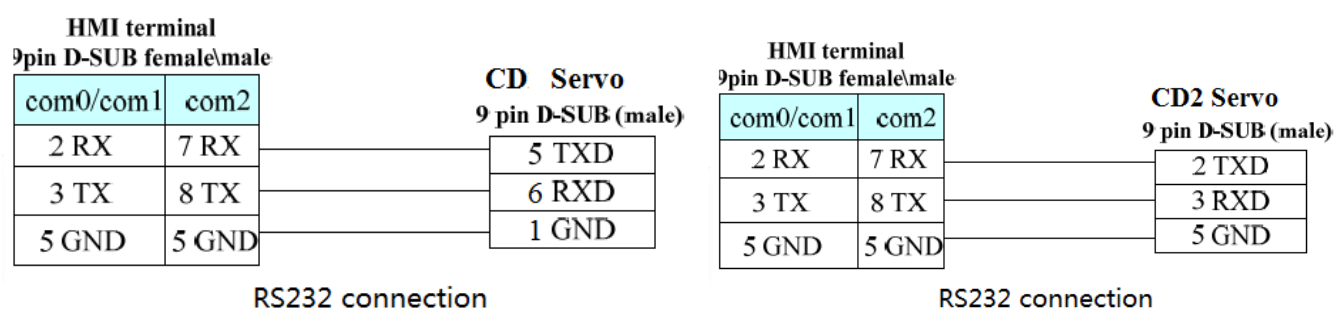 HMI terminal
9pin D-SUB female\male
com0/com1 com2
2 RX 7 RX
3 TX 8 TX
5 GND 5 GND
CD Servo
9 pin D-SUB (male)
5 TXD
6 RXD
1 GND
RS232 connection
HMI terminal
9pin D-SUB female\male
com0/com1 com2
2 RX 7 RX
3 TX 8 TX
5 GND 5 GND
CD2 Servo
9 pin D-SUB (male)
2 TXD
3 RXD
5 GND
RS232 connection